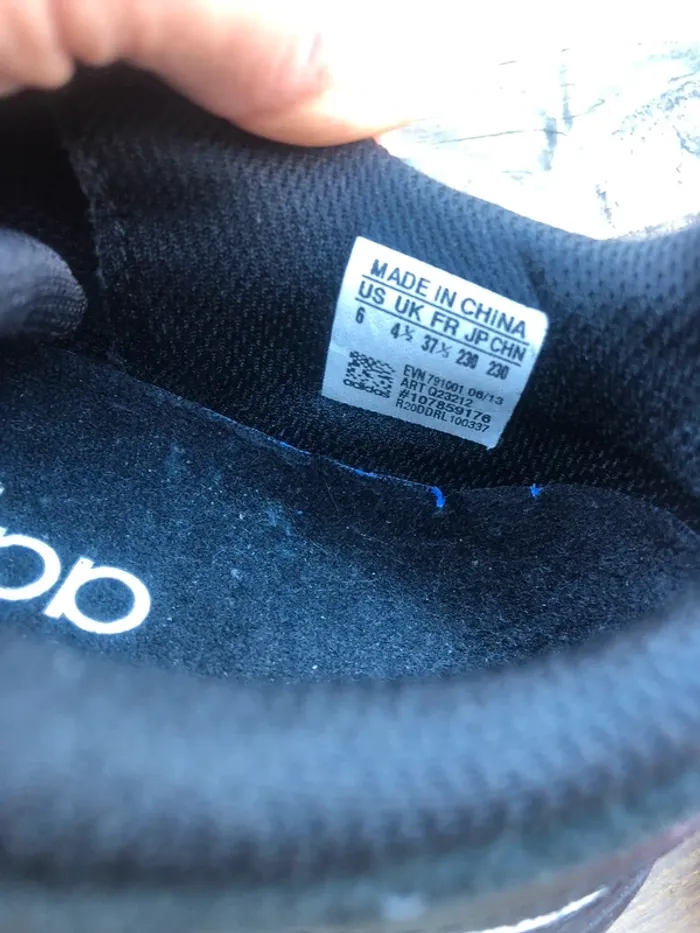 MADE IN CHINA
US UK FR JP CHN
6 4½ 37⅓ 230 230
EVN 791001 06/13
ART Q23212
#107859176
R20DDRL100337
adidas